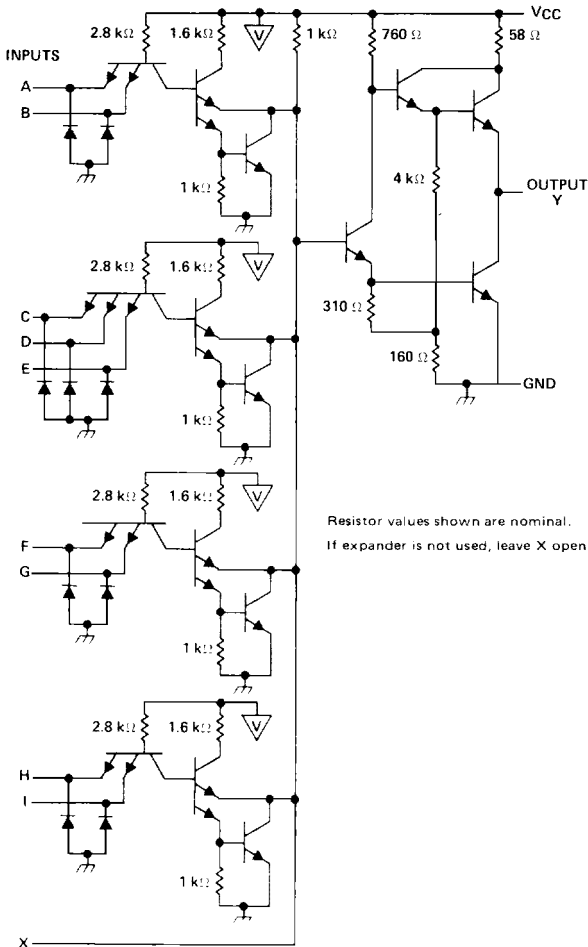 VCC
2.8 kΩ 1.6 kΩ V 1 kΩ 760 Ω 58 Ω
INPUTS
A
B
1 kΩ
4 kΩ
OUTPUT
Y
2.8 kΩ 1.6 kΩ V
C
D
E
310 Ω
160 Ω
GND
1 kΩ
2.8 kΩ 1.6 kΩ V
F
G
1 kΩ
Resistor values shown are nominal.
If expander is not used, leave X open
2.8 kΩ 1.6 kΩ V
H
I
1 kΩ
X